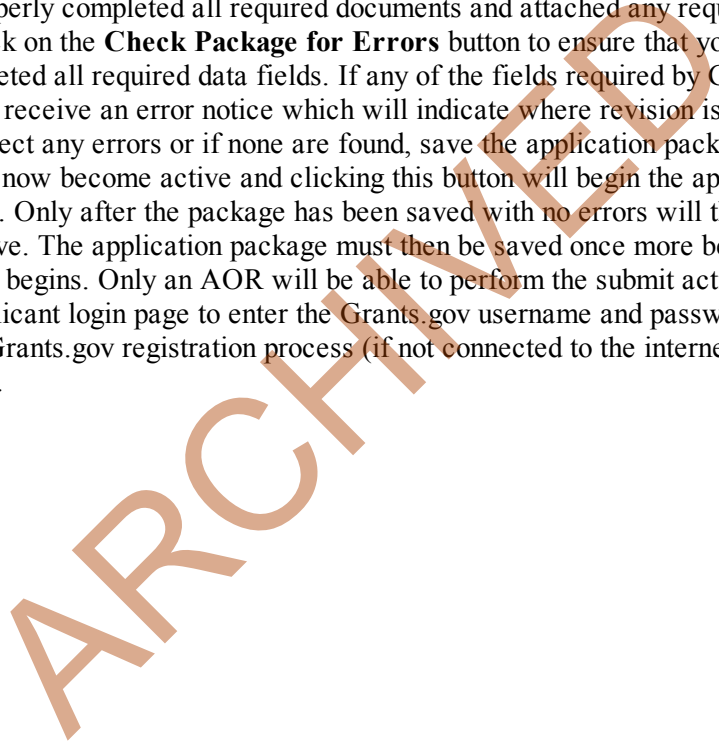 perly completed all required documents and attached any requ
ck on the Check Package for Errors button to ensure that yo
eted all required data fields. If any of the fields required by
receive an error notice which will indicate where revision is
ect any errors or if none are found, save the application pack
now become active and clicking this button will begin the ap
. Only after the package has been saved with no errors will th
ve. The application package must then be saved once more be
begins. Only an AOR will be able to perform the submit act
licant login page to enter the Grants.gov username and passw
Grants.gov registration process (if not connected to the interne
.
ARCHIVED